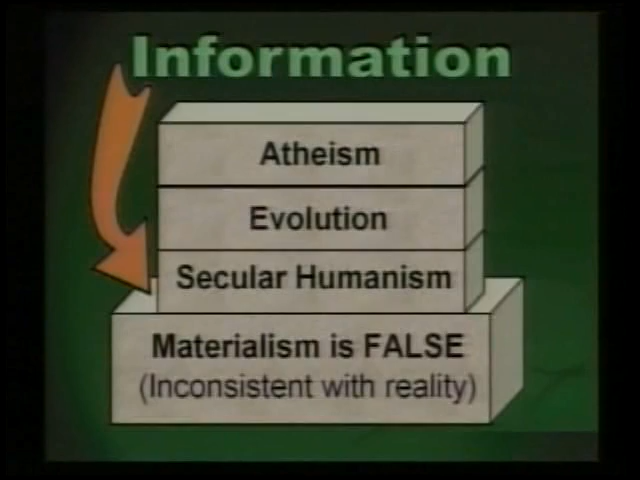 Information
Atheism
Evolution
Secular Humanism
Materialism is FALSE
(Inconsistent with reality)